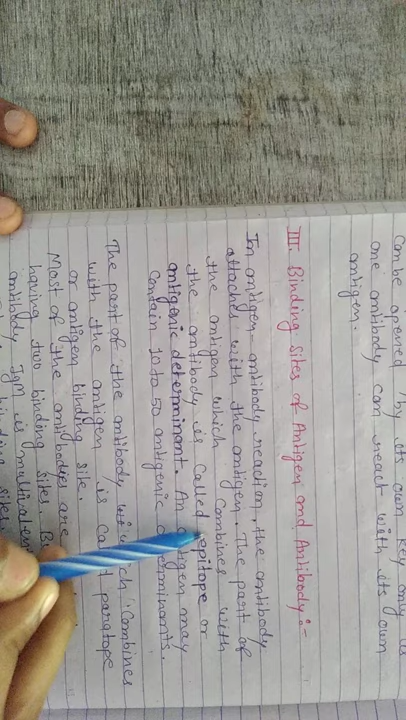 can be opened by its own key only
one antibody can react with its own
antigen.
III. Binding Sites of Antigen and Antibody :-
In antigen-antibody reaction, the antibody
attaches with the antigen. The part of
the antigen which combines with
the antibody is called epitope or
antigenic determinant. An antigen may
contain 10 to 50 antigenic determinants.
The part of the antibody which combines
with the antigen is called paratope
or antigen binding site.
Most of the antibodies are
having two binding sites.
antibody IgM is
binding sites